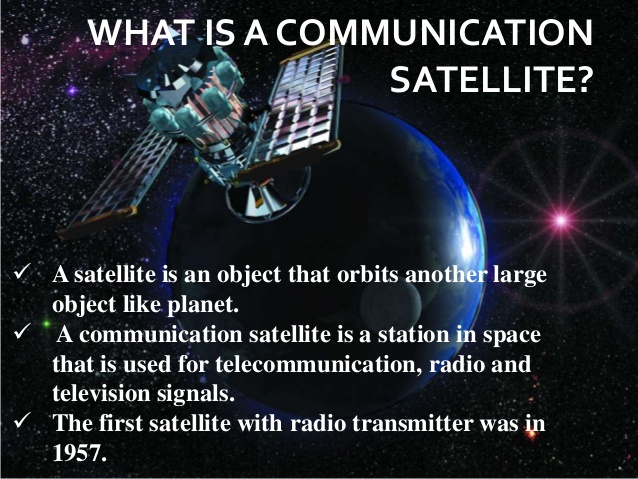 WHAT IS A COMMUNICATION
SATELLITE?
✓ A satellite is an object that orbits another large
object like planet.
✓ A communication satellite is a station in space
that is used for telecommunication, radio and
television signals.
✓ The first satellite with radio transmitter was in
1957.